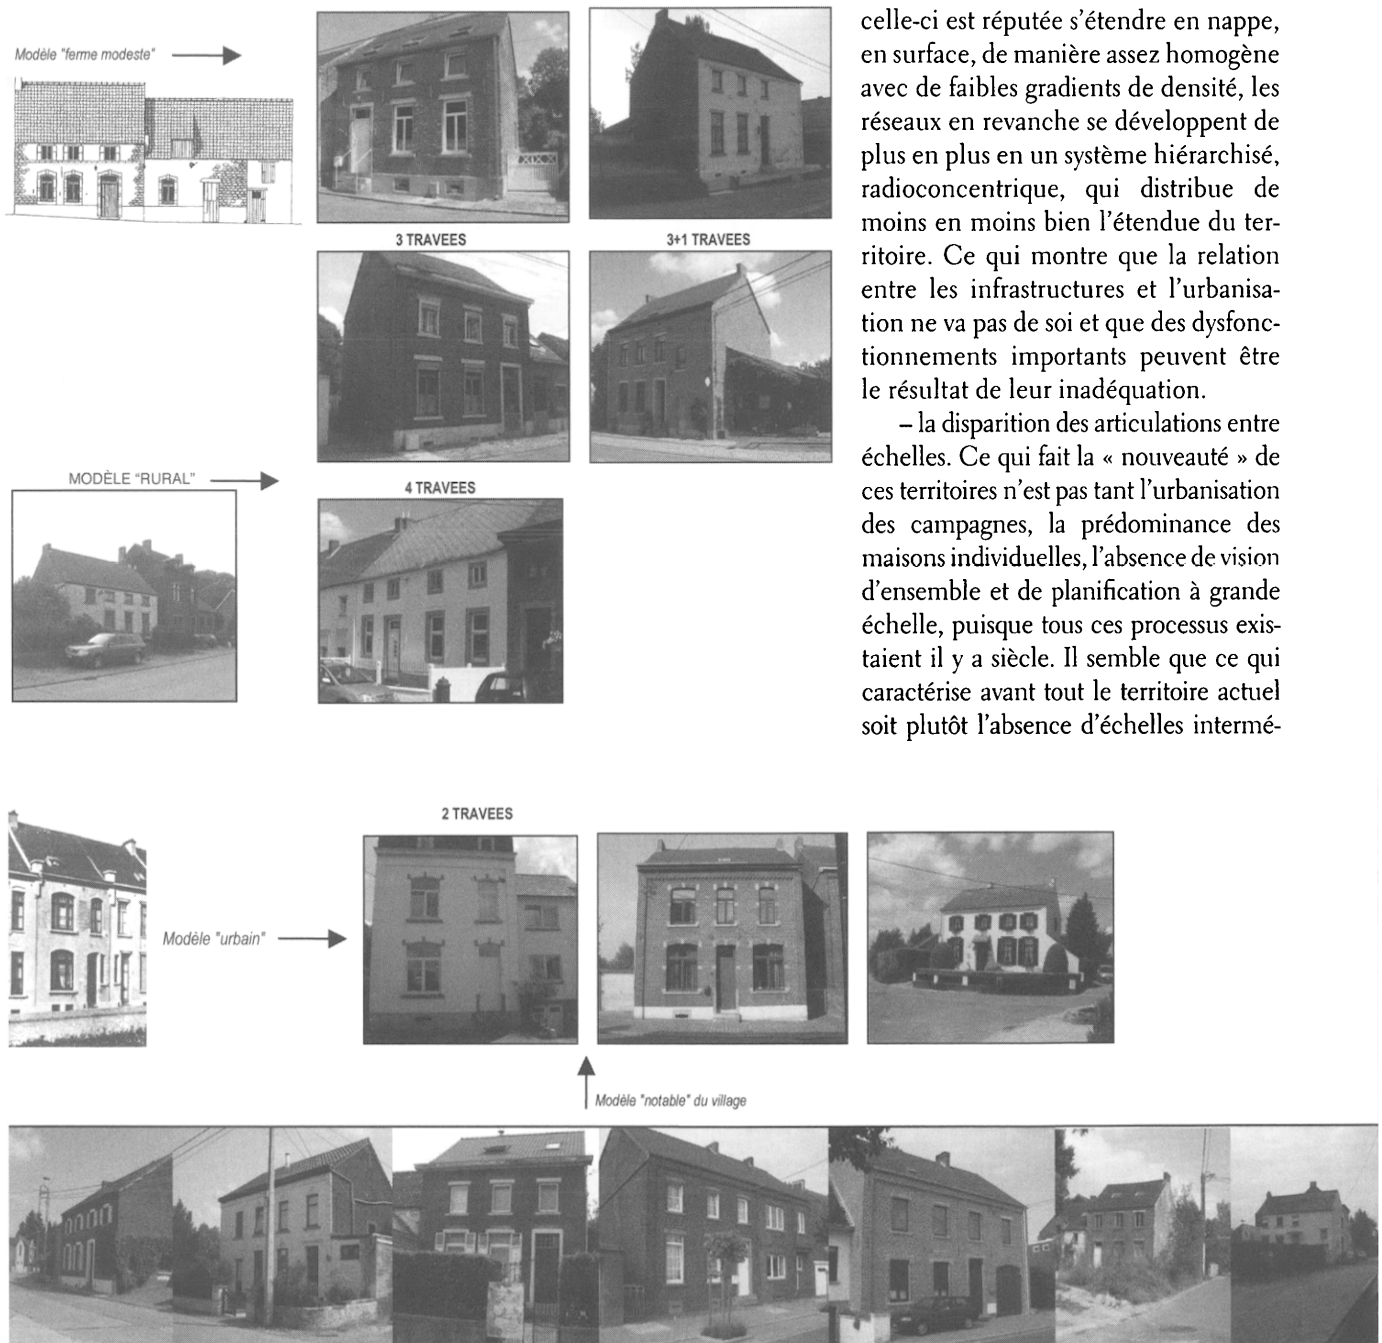 Modèle "ferme modeste"
3 TRAVEES
3+1 TRAVEES
MODÈLE "RURAL"
4 TRAVEES
celle-ci est réputée s'étendre en nappe,
en surface, de manière assez homogène
avec de faibles gradients de densité, les
réseaux en revanche se développent de
plus en plus en un système hiérarchisé,
radioconcentrique, qui distribue de
moins en moins bien l'étendue du ter-
ritoire. Ce qui montre que la relation
entre les infrastructures et l'urbanisa-
tion ne va pas de soi et que des dysfonc-
tionnements importants peuvent être
le résultat de leur inadéquation.
– la disparition des articulations entre
échelles. Ce qui fait la « nouveauté » de
ces territoires n'est pas tant l'urbanisation
des campagnes, la prédominance des
maisons individuelles, l'absence de vision
d'ensemble et de planification à grande
échelle, puisque tous ces processus exis-
taient il y a siècle. Il semble que ce qui
caractérise avant tout le territoire actuel
soit plutôt l'absence d'échelles intermé-
2 TRAVEES
Modèle "urbain"
Modèle "notable" du village